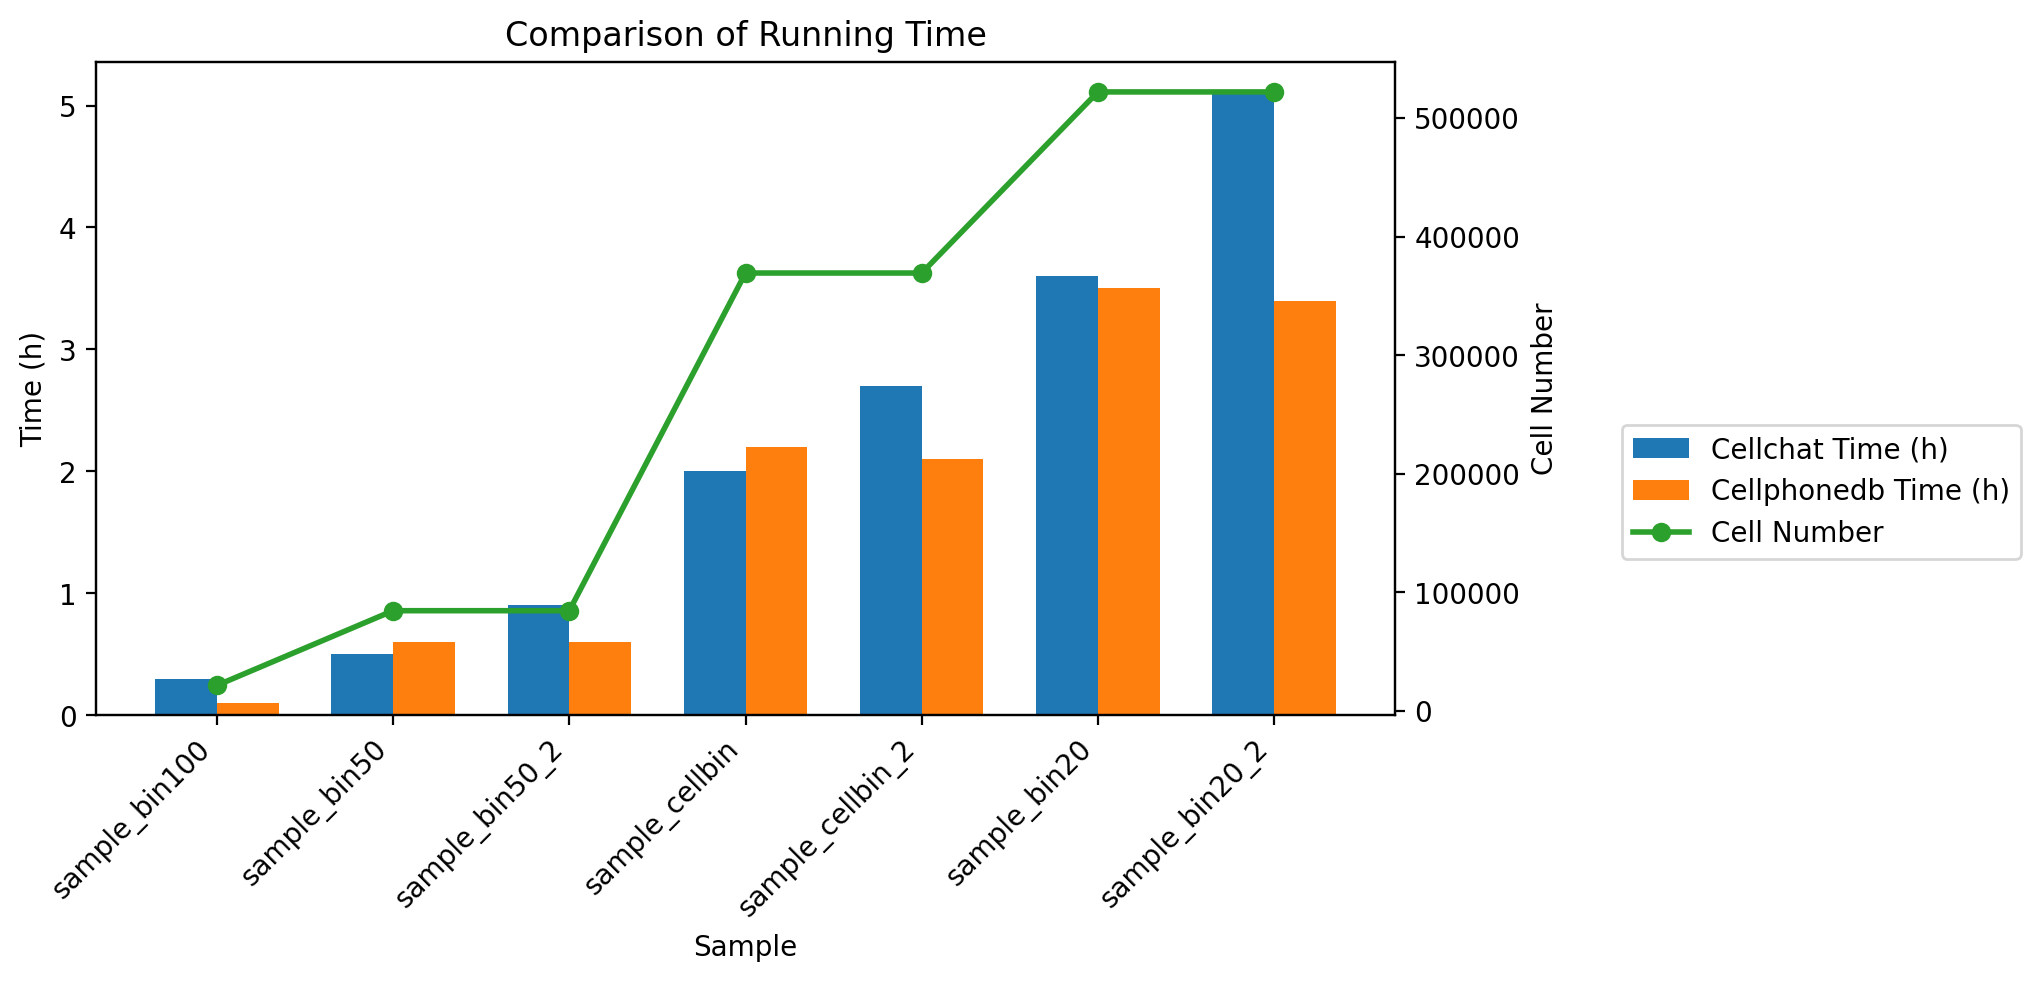 Comparison of Running Time
Time (h)
5
4
3
2
1
0
500000
400000
300000
200000
100000
0
Cell Number
sample_bin100
sample_bin50
sample_bin50_2
sample_cellbin
sample_cellbin_2
sample_bin20
sample_bin20_2
Sample
Cellchat Time (h)
Cellphonedb Time (h)
Cell Number